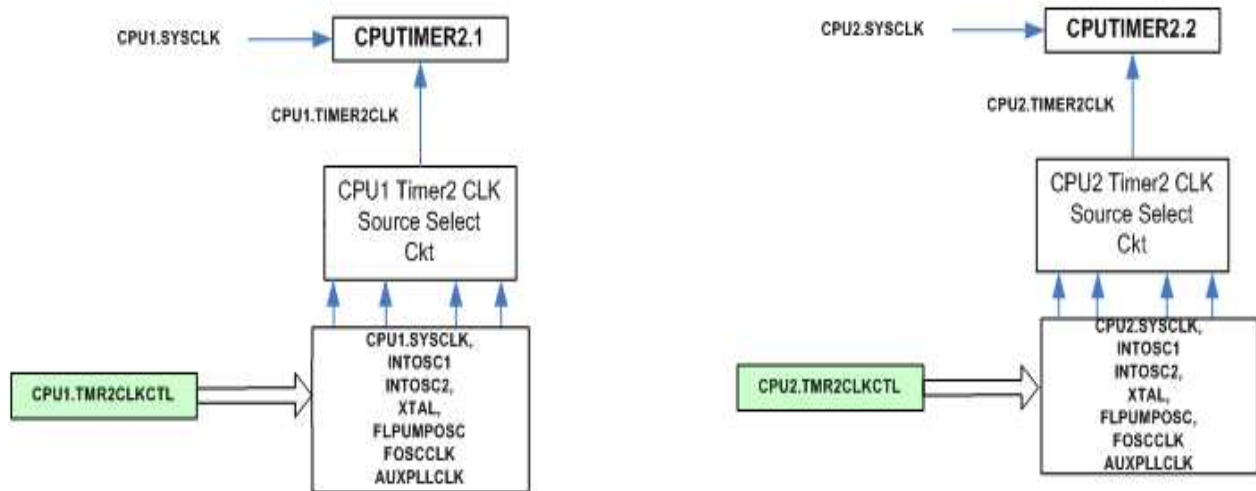 CPU1.SYSCLK
CPUTIMER2.1
CPU1.TIMER2CLK
CPU1 Timer2 CLK
Source Select
Ckt
CPU1.TMR2CLKCTL
CPU1.SYSCLK,
INTOSC1
INTOSC2,
XTAL,
FLPUMPOSC
FOSCCLK
AUXPLLCLK
CPU2.SYSCLK
CPUTIMER2.2
CPU2.TIMER2CLK
CPU2 Timer2 CLK
Source Select
Ckt
CPU2.TMR2CLKCTL
CPU2.SYSCLK,
INTOSC1
INTOSC2,
XTAL,
FLPUMPOSC,
FOSCCLK
AUXPLLCLK